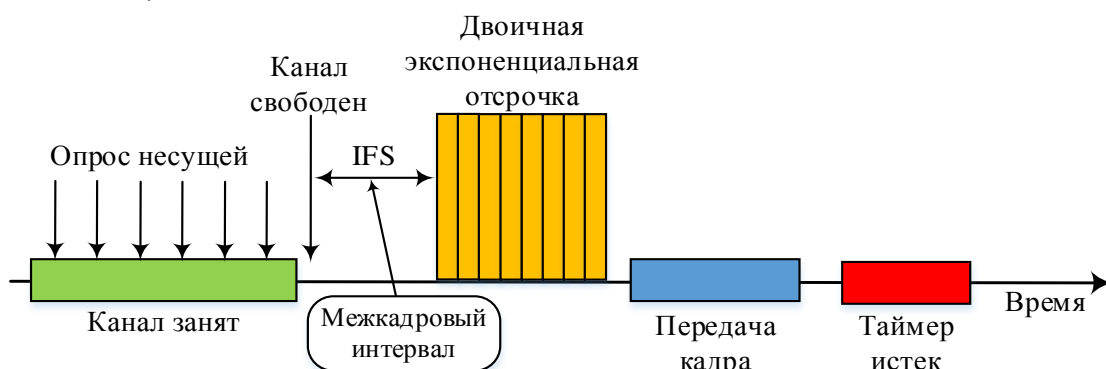 Двоичная
экспоненциальная
отсрочка
Канал
свободен
Опрос несущей
IFS
Время
Канал занят
Межкадровый
интервал
Передача
кадра
Таймер
истек